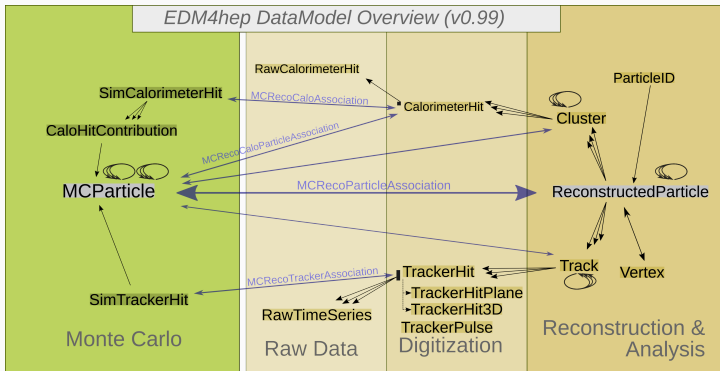 EDM4hep DataModel Overview (v0.99)
RawCalorimeterHit
ParticleID
SimCalorimeterHit
MCRecoCaloAssociation
CalorimeterHit
Cluster
CaloHitContribution
MCRecoCaloParticleAssociation
MCParticle
MCRecoParticleAssociation
ReconstructedParticle
MCRecoTrackerAssociation
TrackerHit
Track
Vertex
SimTrackerHit
TrackerHitPlane
RawTimeSeries
TrackerHit3D
TrackerPulse
Monte Carlo
Raw Data
Digitization
Reconstruction &
Analysis